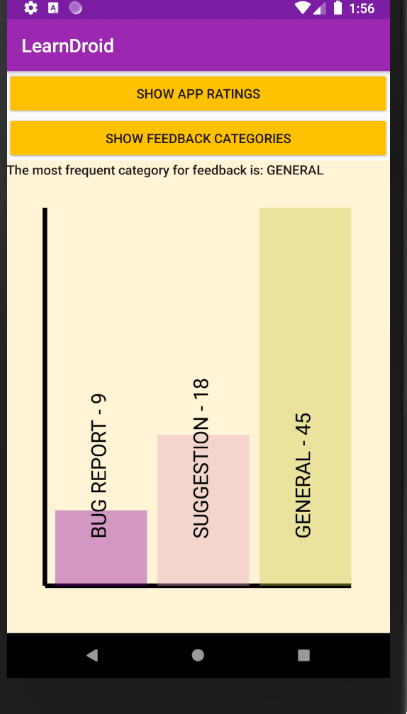 1:56
LearnDroid
SHOW APP RATINGS
SHOW FEEDBACK CATEGORIES
The most frequent category for feedback is: GENERAL
BUG REPORT - 9
SUGGESTION - 18
GENERAL - 45